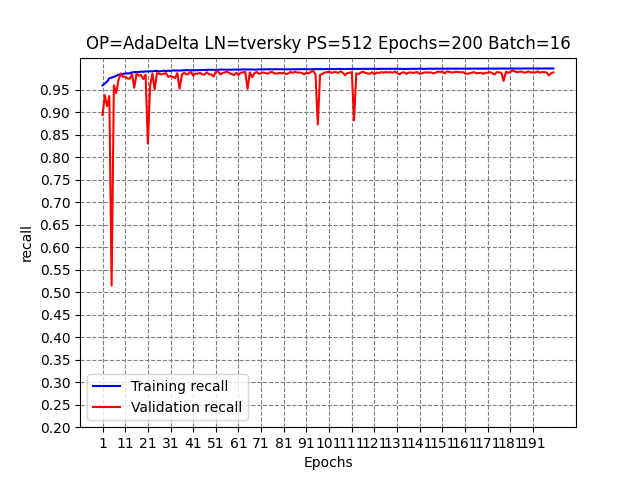 OP=AdaDelta LN=tversky PS=512 Epochs=200 Batch=16
0.95
0.90
0.85
0.80
0.75
0.70
0.65
0.60
0.55
0.50
0.45
0.40
0.35
0.30
0.25
0.20
recall
Training recall
Validation recall
1 11 21 31 41 51 61 71 81 91 101 111 121 131 141 151 161 171 181 191
Epochs